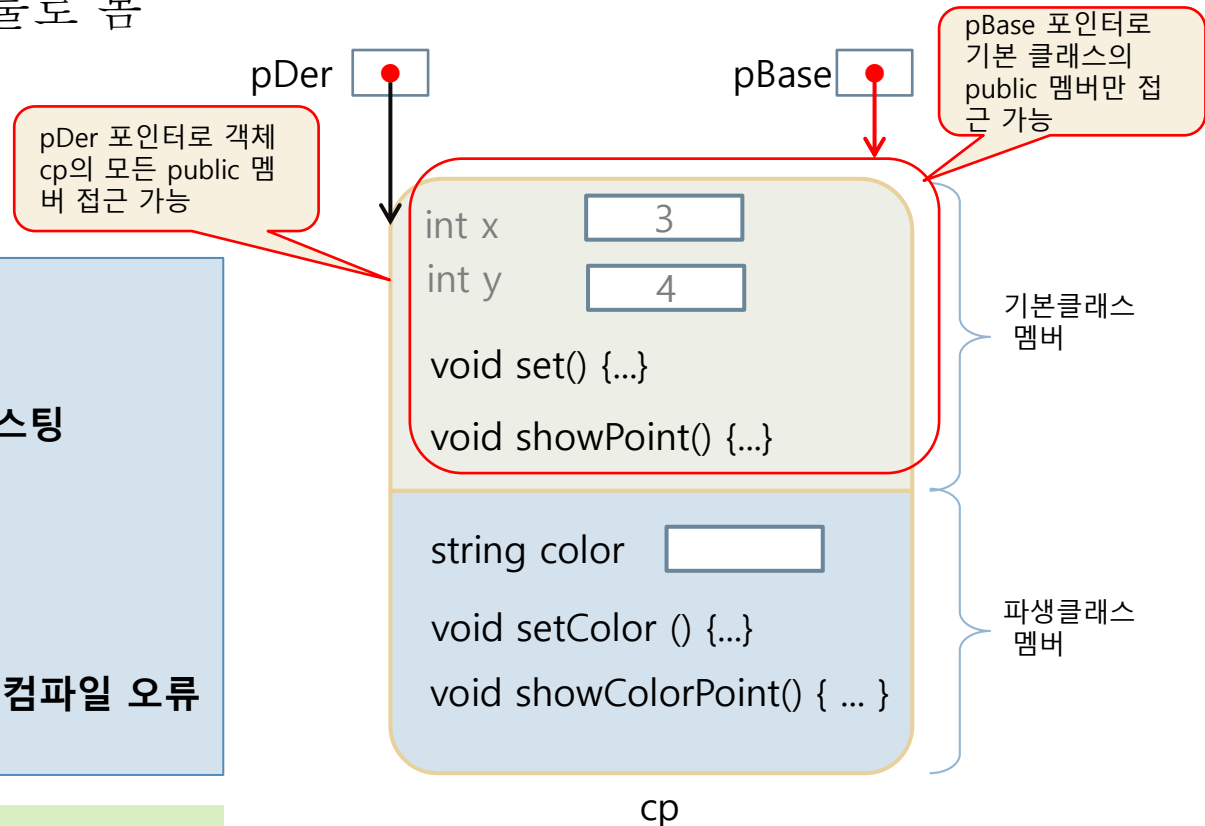 물로 봄
pDer
pBase
pBase 포인터로
기본 클래스의
public 멤버만 접
근 가능
pDer 포인터로 객체
cp의 모든 public 멤
버 접근 가능
int x
3
int y
4
void set() {...}
void showPoint() {...}
기본클래스
멤버
스팅
string color
void setColor () {...}
void showColorPoint() { ... }
파생클래스
멤버
컴파일 오류
cp